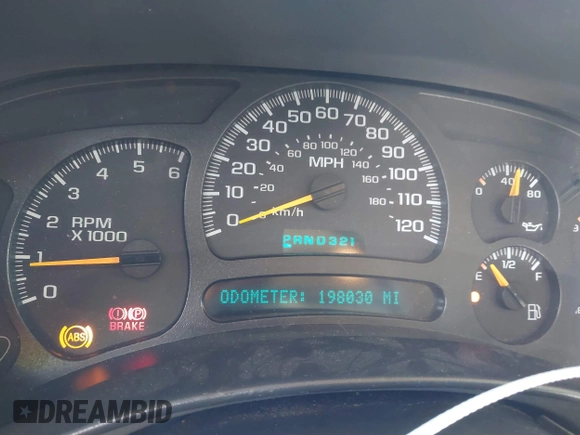 0 1 2 3 4 5 6
RPM
X 1000
ABS
P
BRAKE
0 10 20 30 40 50 60 70 80 90 100 110 120
20 40 60 80 100 120 140 160 180
MPH
km/h
PRND321
ODOMETER: 198030 MI
0 40 80
E 1/2 F
DREAMBID